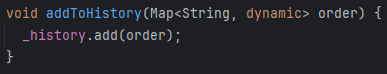 void addToHistory(Map<String, dynamic> order) {
  _history.add(order);
}